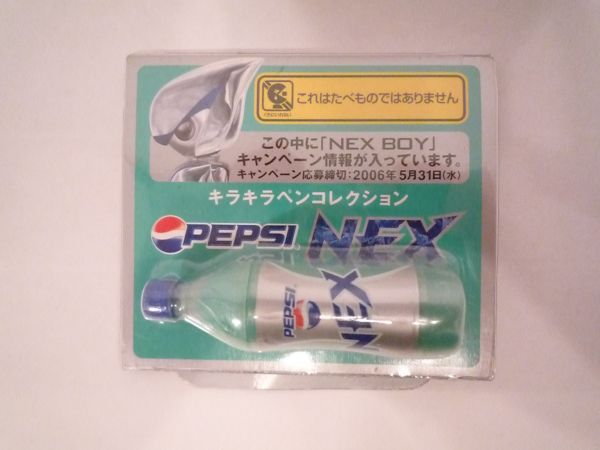 これはたべものではありません
この中に「NEX BOY」
キャンペーン情報が入っています。
キャンペーン応募締切:2006年5月31日(水)
キラキラペンコレクション
PEPSI NEX
PEPSI
NEX